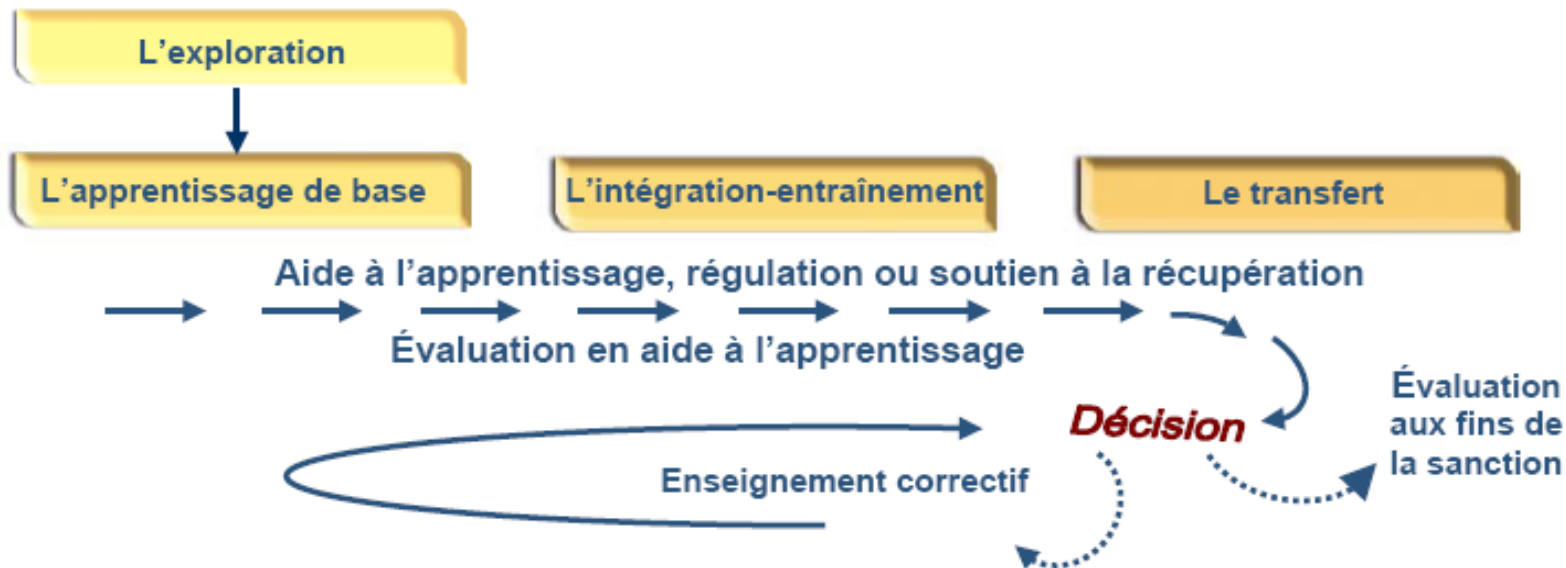 L’exploration
L’apprentissage de base
L’intégration-entraînement
Le transfert
Aide à l’apprentissage, régulation ou soutien à la récupération
Évaluation en aide à l’apprentissage
Décision
Évaluation
aux fins de
la sanction
Enseignement correctif